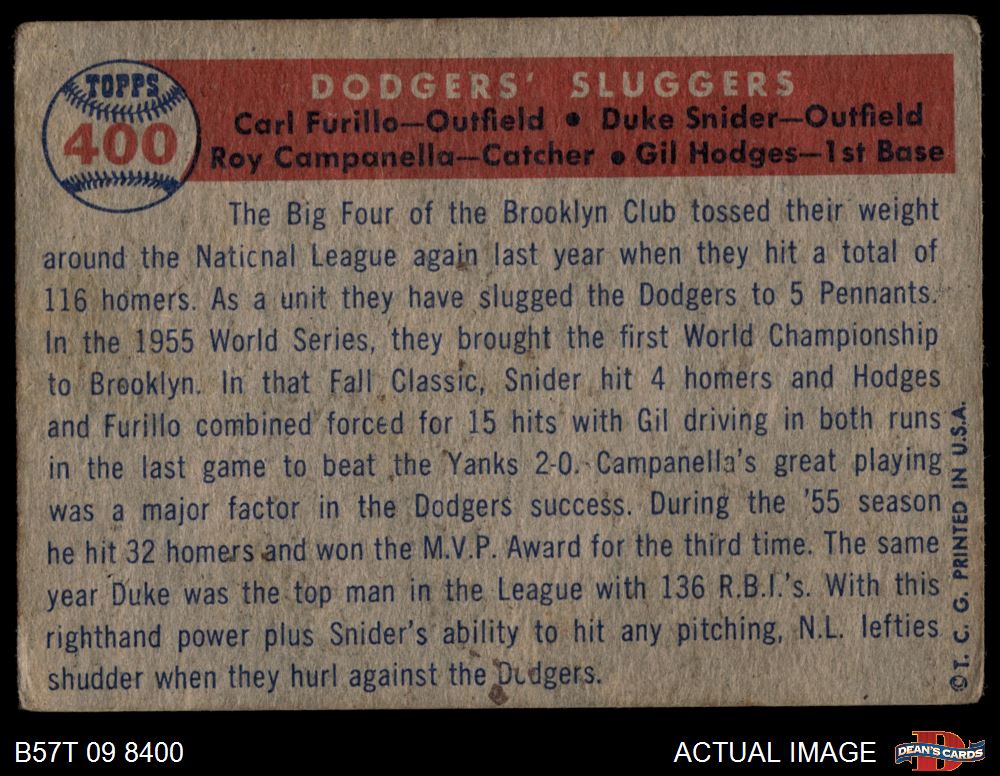 TOPPS
400
DODGERS' SLUGGERS
Carl Furillo—Outfield • Duke Snider—Outfield
Roy Campanella—Catcher • Gil Hodges—1st Base
The Big Four of the Brooklyn Club tossed their weight
around the National League again last year when they hit a total of
116 homers. As a unit they have slugged the Dodgers to 5 Pennants.
In the 1955 World Series, they brought the first World Championship
to Brooklyn. In that Fall Classic, Snider hit 4 homers and Hodges
and Furillo combined forced for 15 hits with Gil driving in both runs
in the last game to beat the Yanks 2-0. Campanella's great playing
was a major factor in the Dodgers success. During the '55 season
he hit 32 homers and won the M.V.P. Award for the third time. The same
year Duke was the top man in the League with 136 R.B.I.'s. With this
righthand power plus Snider's ability to hit any pitching, N.L. lefties
shudder when they hurl against the Dodgers.
© T. C. G. PRINTED IN U.S.A.
B57T 09 8400
ACTUAL IMAGE
D
DEAN'S CARDS